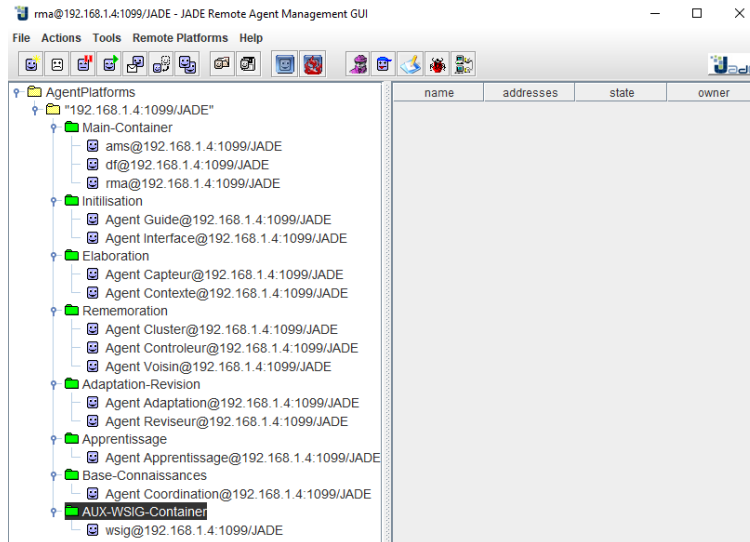 rma@192.168.1.4:1099/JADE - JADE Remote Agent Management GUI
File Actions Tools Remote Platforms Help
Jade
AgentPlatforms
"192.168.1.4:1099/JADE"
Main-Container
ams@192.168.1.4:1099/JADE
df@192.168.1.4:1099/JADE
rma@192.168.1.4:1099/JADE
Initilisation
Agent Guide@192.168.1.4:1099/JADE
Agent Interface@192.168.1.4:1099/JADE
Elaboration
Agent Capteur@192.168.1.4:1099/JADE
Agent Contexte@192.168.1.4:1099/JADE
Rememoration
Agent Cluster@192.168.1.4:1099/JADE
Agent Controleur@192.168.1.4:1099/JADE
Agent Voisin@192.168.1.4:1099/JADE
Adaptation-Revision
Agent Adaptation@192.168.1.4:1099/JADE
Agent Reviseur@192.168.1.4:1099/JADE
Apprentissage
Agent Apprentissage@192.168.1.4:1099/JADE
Base-Connaissances
Agent Coordination@192.168.1.4:1099/JADE
AUX-WSIG-Container
wsig@192.168.1.4:1099/JADE
name addresses state owner